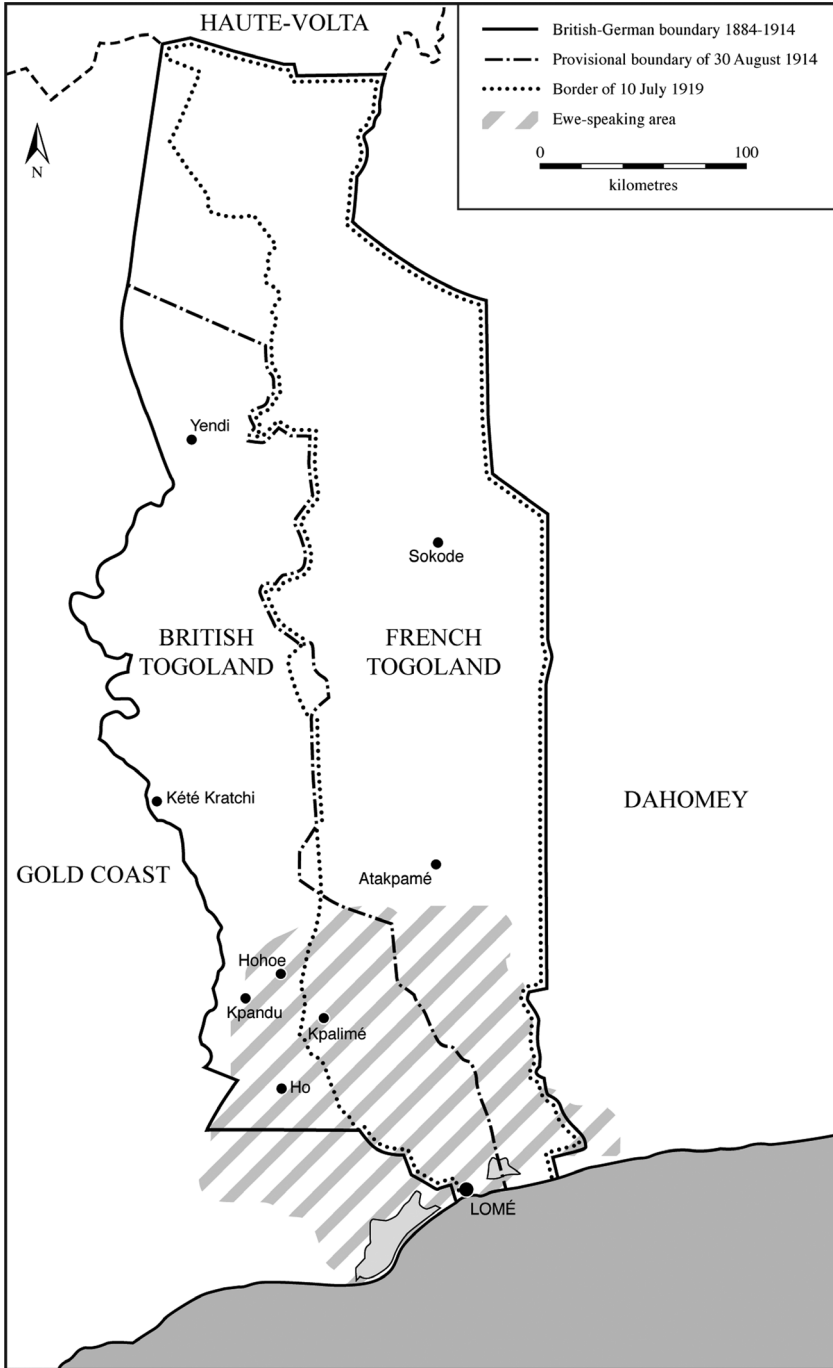 HAUTE-VOLTA
British-German boundary 1884-1914
Provisional boundary of 30 August 1914
Border of 10 July 1919
Ewe-speaking area
0 100
kilometres
N
Yendi
Sokode
BRITISH
TOGOLAND
FRENCH
TOGOLAND
Kété Kratchi
DAHOMEY
GOLD COAST
Atakpamé
Hohoe
Kpandu
Kpalimé
Ho
LOMÉ